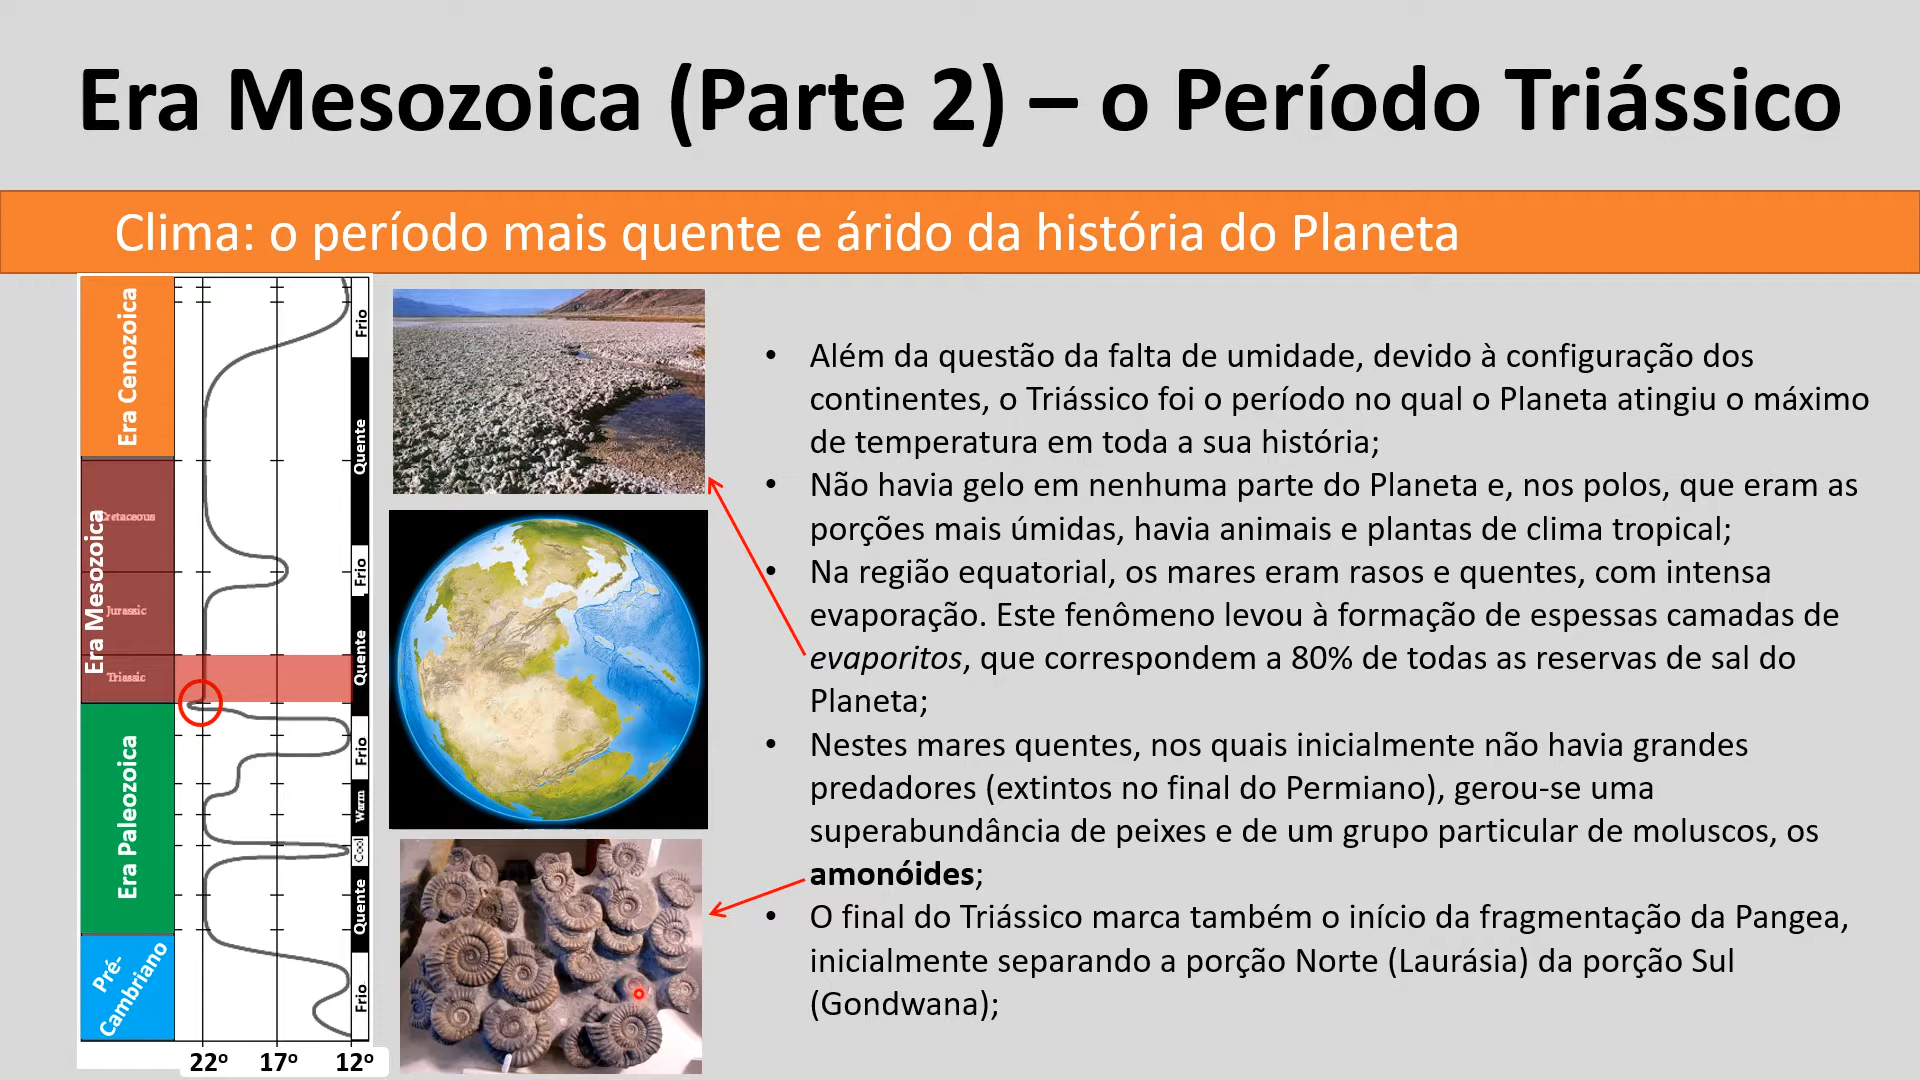 Era Mesozoica (Parte 2) – o Período Triássico
Clima: o período mais quente e árido da história do Planeta
Era Cenozoica
Era Mesozoica
Cretaceous
Jurassic
Triassic
Era Paleozoica
Pré-
Cambriano
Frio
Quente
Frio
Quente
Frio
Warm
Cool
Quente
Frio
22º 17º 12º
• Além da questão da falta de umidade, devido à configuração dos
continentes, o Triássico foi o período no qual o Planeta atingiu o máximo
de temperatura em toda a sua história;
• Não havia gelo em nenhuma parte do Planeta e, nos polos, que eram as
porções mais úmidas, havia animais e plantas de clima tropical;
• Na região equatorial, os mares eram rasos e quentes, com intensa
evaporação. Este fenômeno levou à formação de espessas camadas de
evaporitos, que correspondem a 80% de todas as reservas de sal do
Planeta;
• Nestes mares quentes, nos quais inicialmente não havia grandes
predadores (extintos no final do Permiano), gerou-se uma
superabundância de peixes e de um grupo particular de moluscos, os
amonóides;
• O final do Triássico marca também o início da fragmentação da Pangea,
inicialmente separando a porção Norte (Laurásia) da porção Sul
(Gondwana);